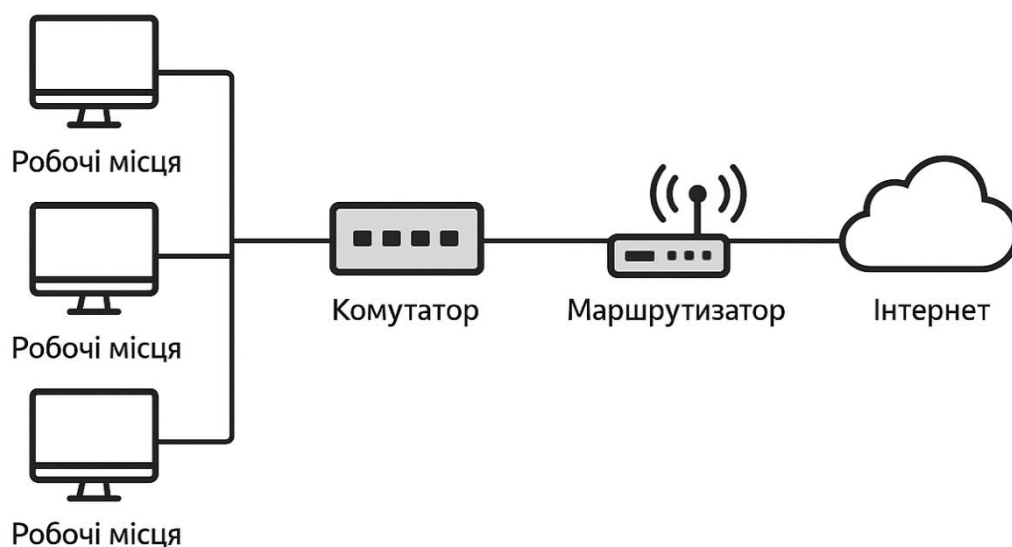 Робочі місця
Робочі місця
Робочі місця
Комутатор
Маршрутизатор
Інтернет